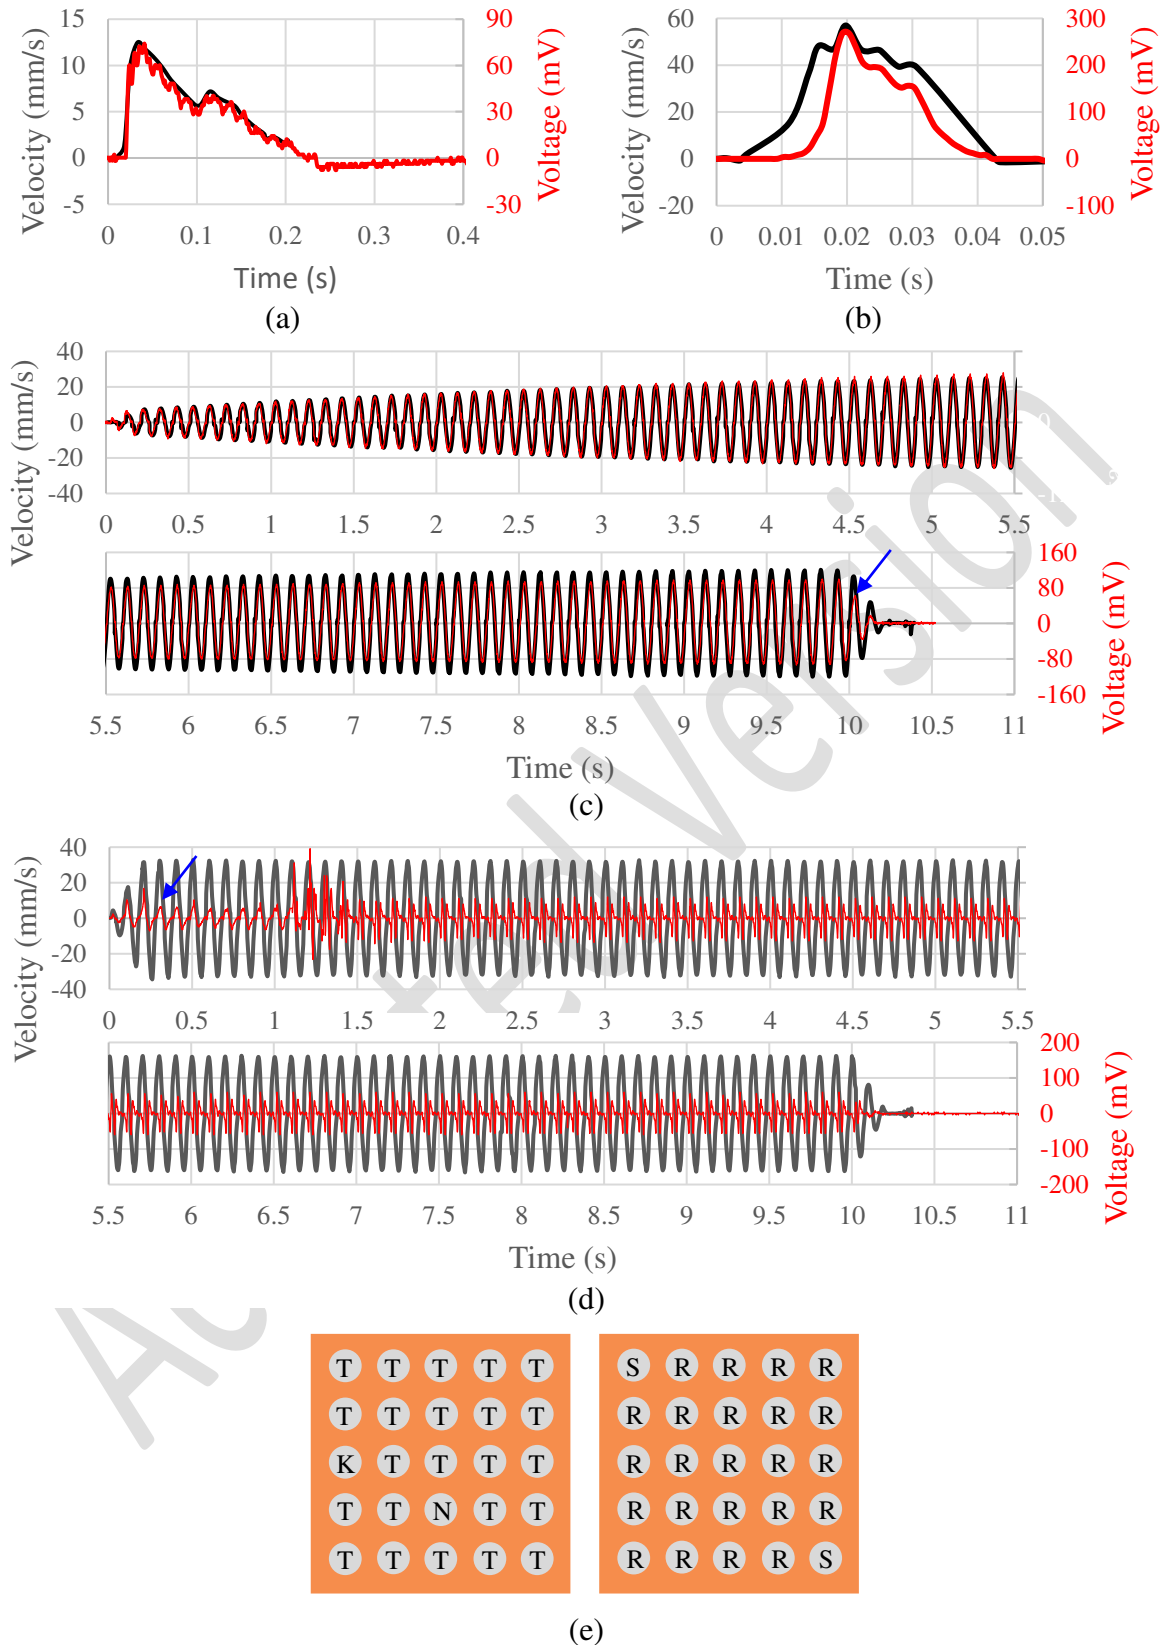 15
10
5
0
-5
Velocity (mm/s)
90
60
30
0
-30
Voltage (mV)
0 0.1 0.2 0.3 0.4
Time (s)
(a)
60
40
20
0
-20
Velocity (mm/s)
300
200
100
0
-100
Voltage (mV)
0 0.01 0.02 0.03 0.04 0.05
Time (s)
(b)
40
20
0
-20
-40
Velocity (mm/s)
0
0 0.5 1 1.5 2 2.5 3 3.5 4 4.5 5 5.5
160
80
0
-80
-160
Voltage (mV)
5.5 6 6.5 7 7.5 8 8.5 9 9.5 10 10.5 11
Time (s)
(c)
40
20
0
-20
-40
Velocity (mm/s)
0 0.5 1 1.5 2 2.5 3 3.5 4 4.5 5 5.5
200
100
0
-100
-200
Voltage (mV)
5.5 6 6.5 7 7.5 8 8.5 9 9.5 10 10.5 11
Time (s)
(d)
T T T T T
T T T T T
K T T T T
T T N T T
T T T T T
S R R R R
R R R R R
R R R R R
R R R R R
R R R R S
(e)
Version